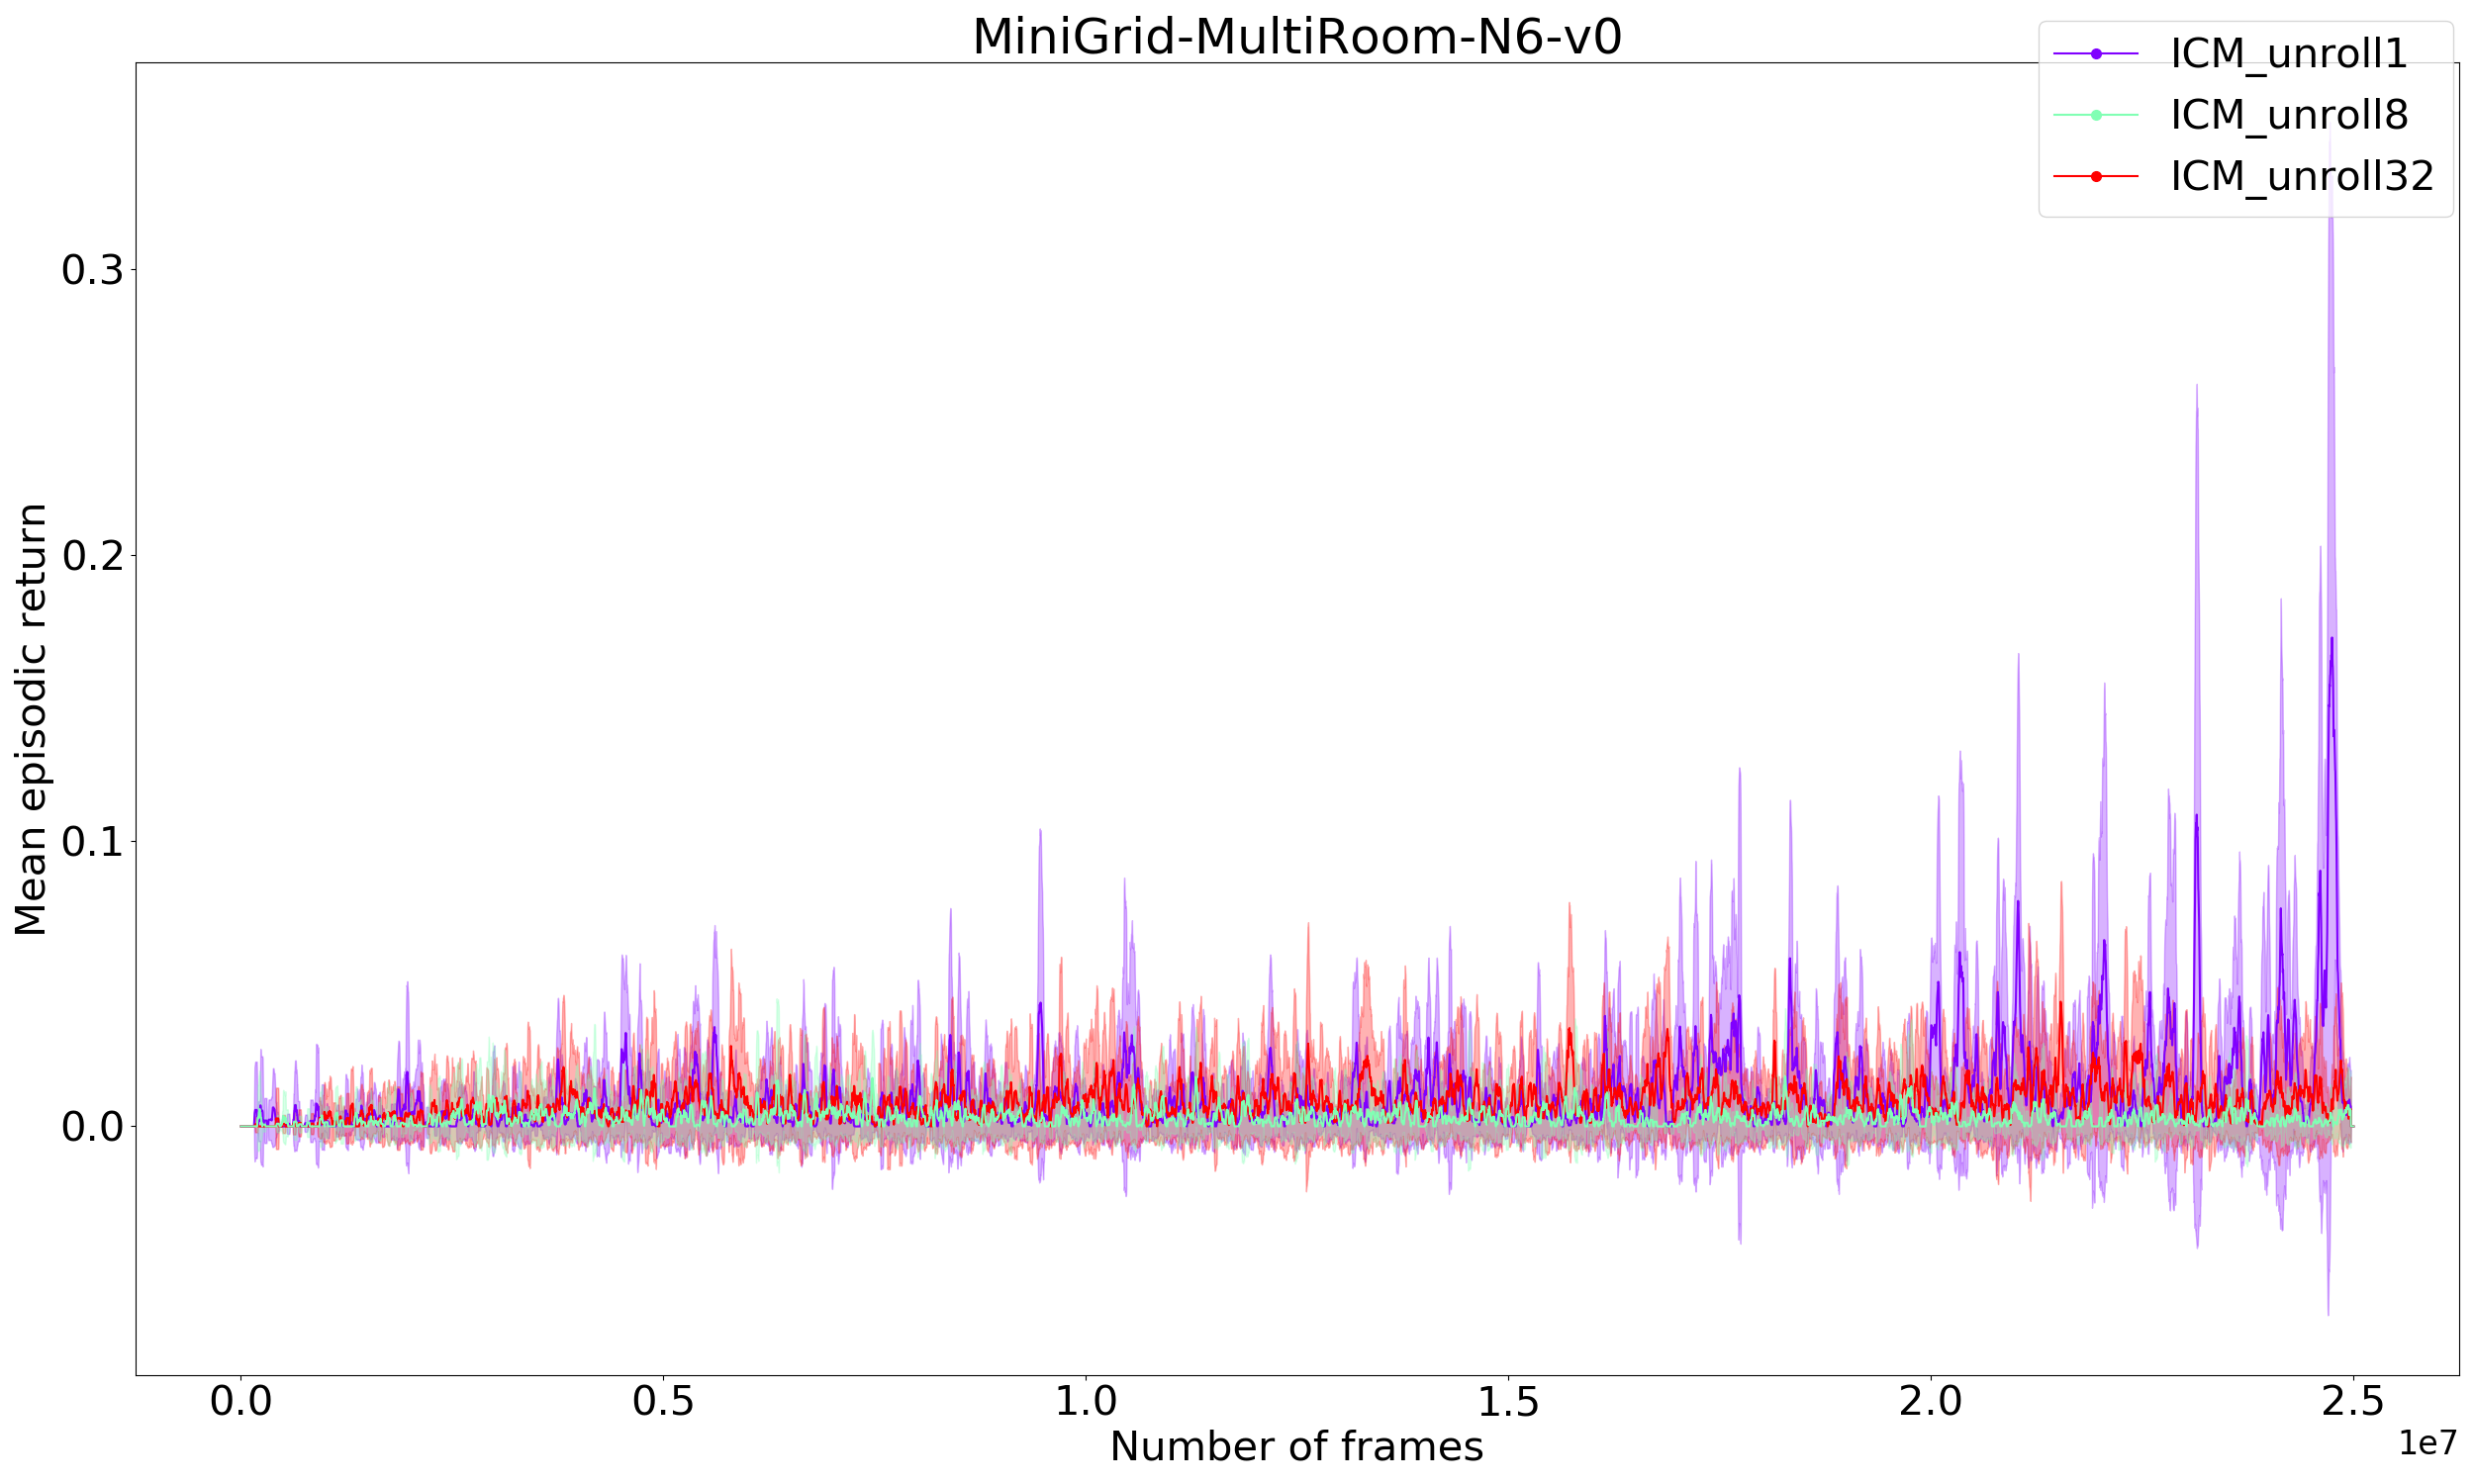 MiniGrid-MultiRoom-N6-v0
ICM_unroll1
ICM_unroll8
ICM_unroll32
Mean episodic return
0.3
0.2
0.1
0.0
0.0
0.5
1.0
1.5
2.0
2.5
1e7
Number of frames